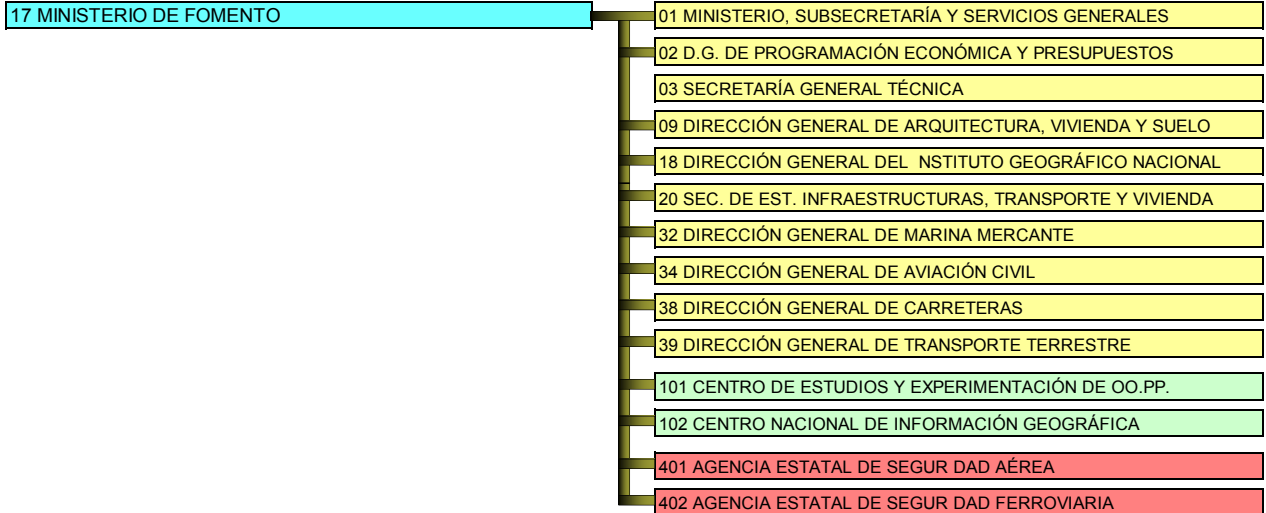 17 MINISTERIO DE FOMENTO
01 MINISTERIO, SUBSECRETARÍA Y SERVICIOS GENERALES
02 D.G. DE PROGRAMACIÓN ECONÓMICA Y PRESUPUESTOS
03 SECRETARÍA GENERAL TÉCNICA
09 DIRECCIÓN GENERAL DE ARQUITECTURA, VIVIENDA Y SUELO
18 DIRECCIÓN GENERAL DEL NSTITUTO GEOGRÁFICO NACIONAL
20 SEC. DE EST. INFRAESTRUCTURAS, TRANSPORTE Y VIVIENDA
32 DIRECCIÓN GENERAL DE MARINA MERCANTE
34 DIRECCIÓN GENERAL DE AVIACIÓN CIVIL
38 DIRECCIÓN GENERAL DE CARRETERAS
39 DIRECCIÓN GENERAL DE TRANSPORTE TERRESTRE
101 CENTRO DE ESTUDIOS Y EXPERIMENTACIÓN DE OO.PP.
102 CENTRO NACIONAL DE INFORMACIÓN GEOGRÁFICA
401 AGENCIA ESTATAL DE SEGUR DAD AÉREA
402 AGENCIA ESTATAL DE SEGUR DAD FERROVIARIA